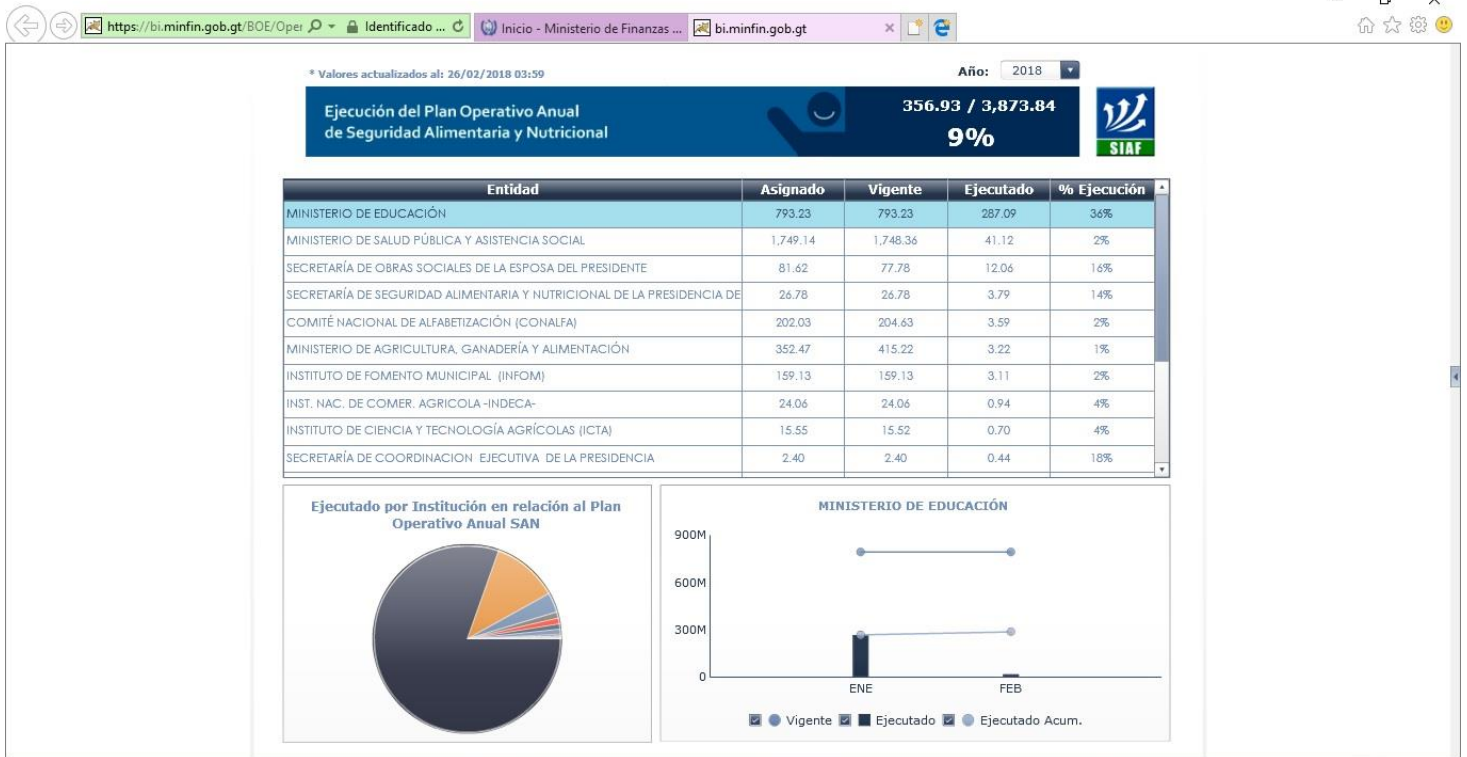 https://bi.minfin.gob.gt/BOE/Oper
Identificado ...
Inicio - Ministerio de Finanzas ...
bi.minfin.gob.gt
* Valores actualizados al: 26/02/2018 03:59
Año: 2018
Ejecución del Plan Operativo Anual
de Seguridad Alimentaria y Nutricional
356.93 / 3,873.84
9%
SIAF
Entidad Asignado Vigente Ejecutado % Ejecución
MINISTERIO DE EDUCACIÓN 793.23 793.23 287.09 36%
MINISTERIO DE SALUD PÚBLICA Y ASISTENCIA SOCIAL 1,749.14 1,748.36 41.12 2%
SECRETARÍA DE OBRAS SOCIALES DE LA ESPOSA DEL PRESIDENTE 81.62 77.78 12.06 16%
SECRETARÍA DE SEGURIDAD ALIMENTARIA Y NUTRICIONAL DE LA PRESIDENCIA DE 26.78 26.78 3.79 14%
COMITÉ NACIONAL DE ALFABETIZACIÓN (CONALFA) 202.03 204.63 3.59 2%
MINISTERIO DE AGRICULTURA, GANADERÍA Y ALIMENTACIÓN 352.47 415.22 3.22 1%
INSTITUTO DE FOMENTO MUNICIPAL (INFOM) 159.13 159.13 3.11 2%
INST. NAC. DE COMER. AGRICOLA -INDECA- 24.06 24.06 0.94 4%
INSTITUTO DE CIENCIA Y TECNOLOGÍA AGRÍCOLAS (ICTA) 15.55 15.52 0.70 4%
SECRETARÍA DE COORDINACION EJECUTIVA DE LA PRESIDENCIA 2.40 2.40 0.44 18%
Ejecutado por Institución en relación al Plan
Operativo Anual SAN
MINISTERIO DE EDUCACIÓN
900M
600M
300M
0
ENE FEB
Vigente Ejecutado Ejecutado Acum.